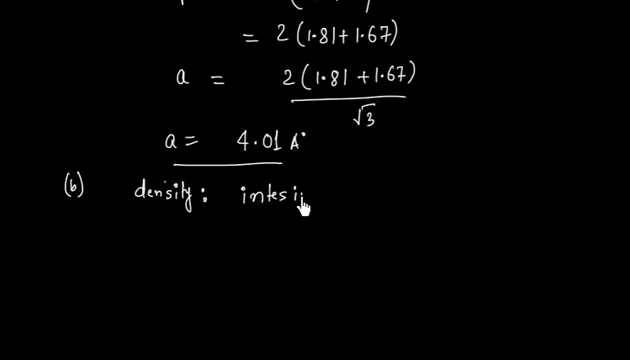 = 2 (1.81 + 1.67)
a = 2 (1.81 + 1.67)
√3
a = 4.01 A°
(b) density : intesi